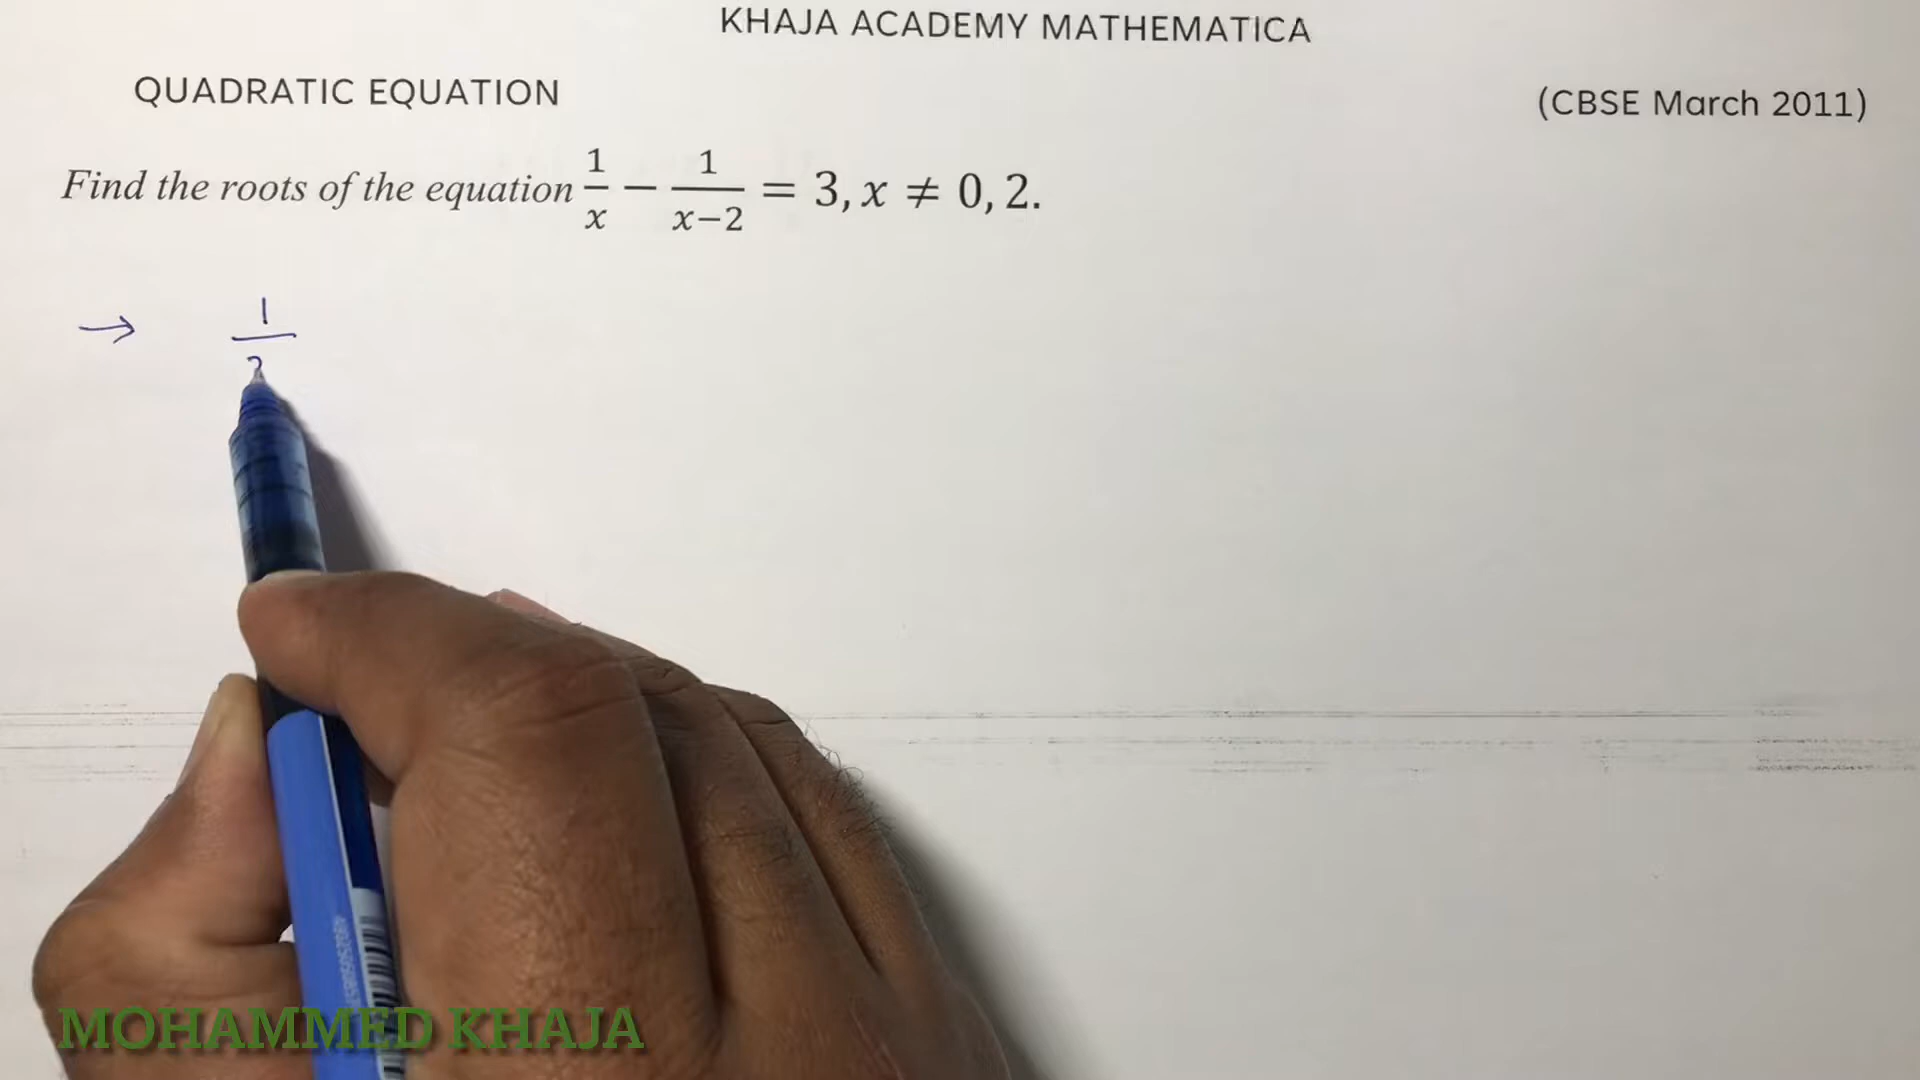 KHAJA ACADEMY MATHEMATICA
QUADRATIC EQUATION
(CBSE March 2011)
Find the roots of the equation 1/x − 1/(x−2) = 3, x ≠ 0, 2.
→ 1
MOHAMMED KHAJA